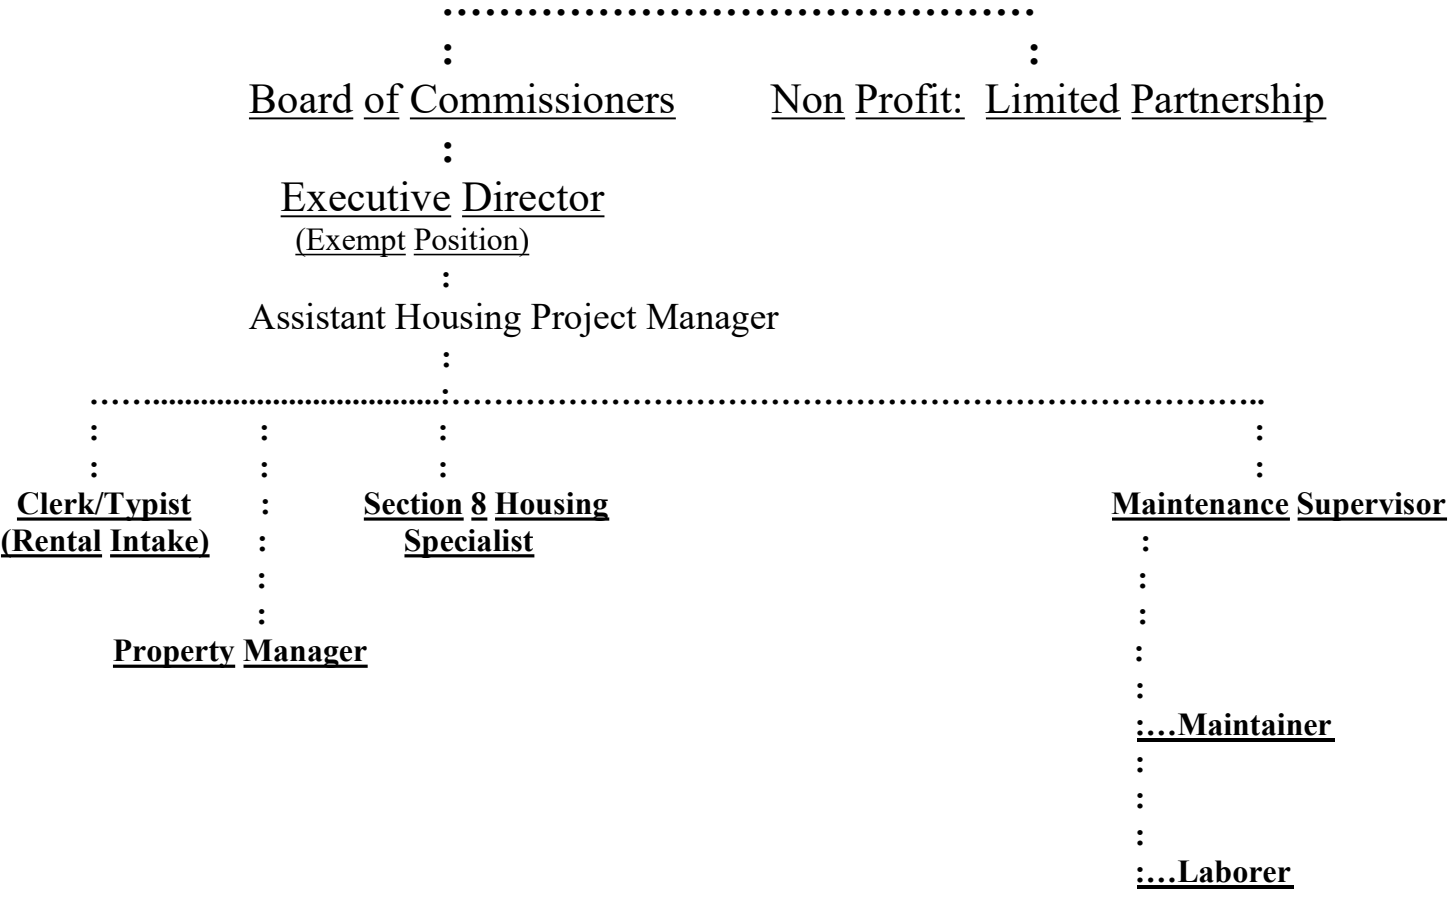 ……………………………………
: :
Board of Commissioners Non Profit: Limited Partnership
:
Executive Director
(Exempt Position)
:
Assistant Housing Project Manager
:
……....................................:………………………………………………………………………..
: : : :
: : : :
Clerk/Typist : Section 8 Housing Maintenance Supervisor
(Rental Intake) : Specialist :
: :
: :
Property Manager :
:
:…Maintainer
:
:
:
:…Laborer